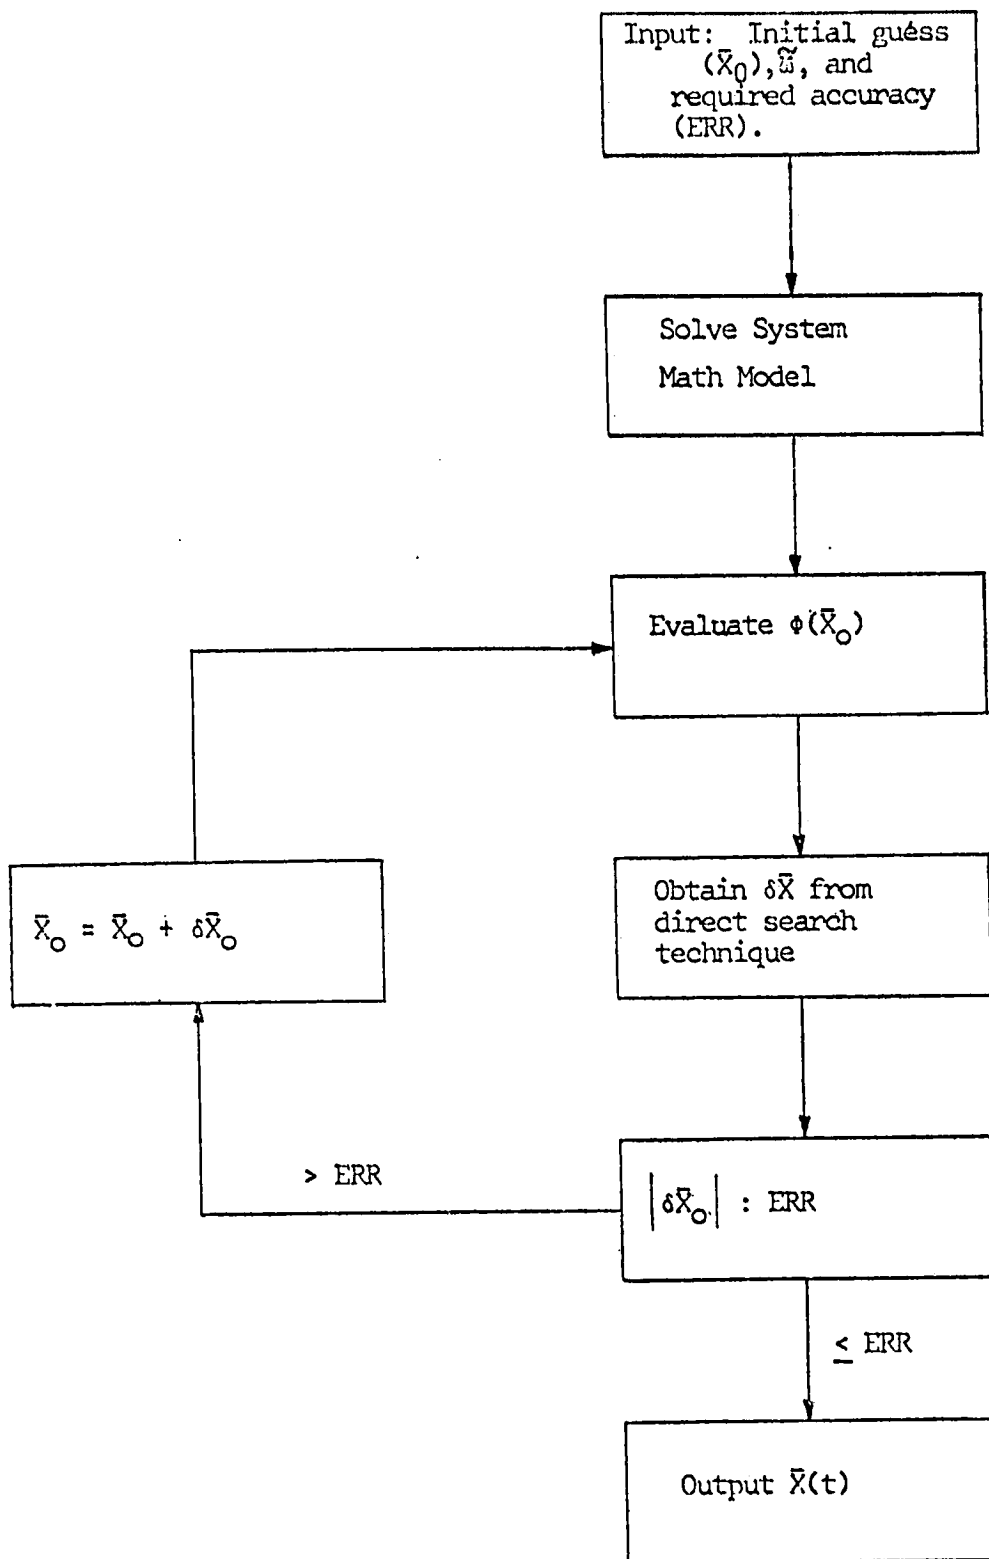 Input: Initial guess
(X̄₀), ω̃, and
required accuracy
(ERR).
Solve System
Math Model
Evaluate Φ(X̄ₒ)
Obtain δX̄ from
direct search
technique
X̄ₒ = X̄ₒ + δX̄ₒ
> ERR
|δX̄ₒ| : ERR
≤ ERR
Output X̄(t)